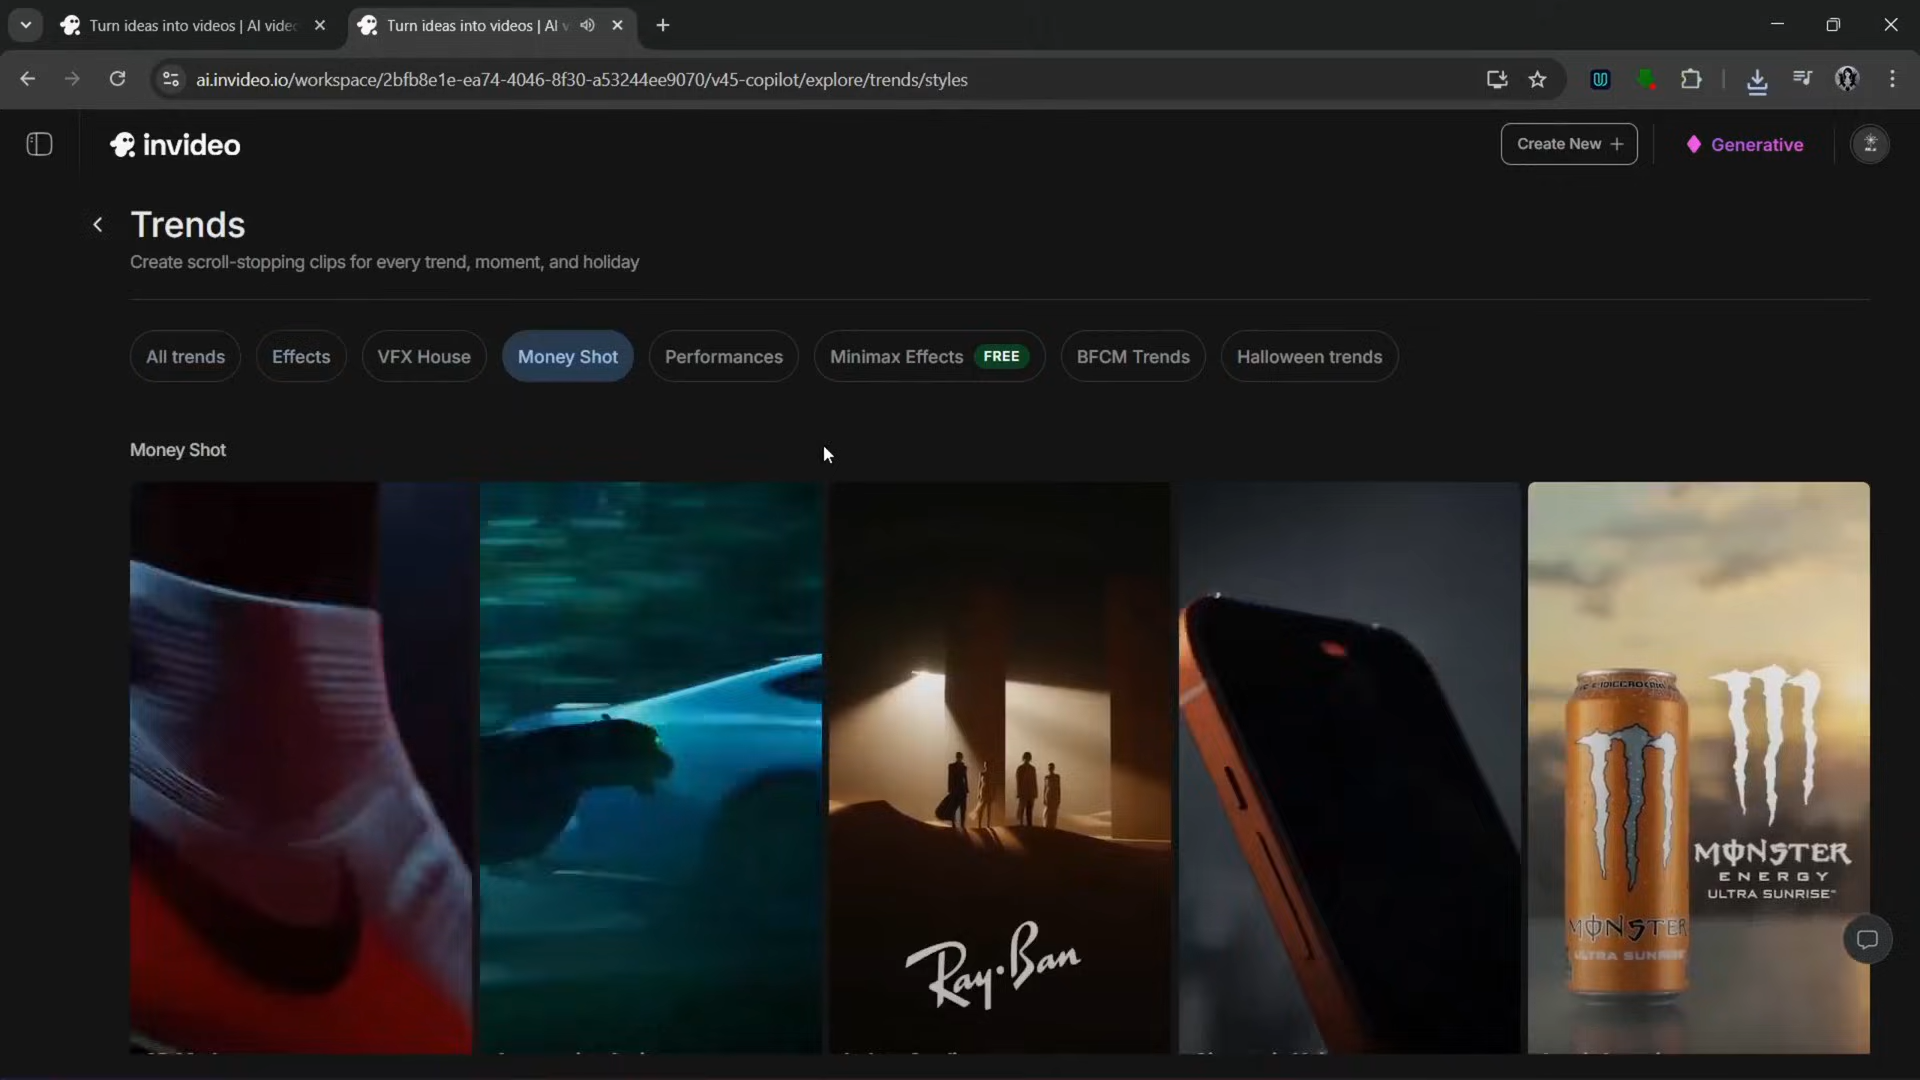 Turn ideas into videos | AI video
Turn ideas into videos | AI v
ai.invideo.io/workspace/2bfb8e1e-ea74-4046-8f30-a53244ee9070/v45-copilot/explore/trends/styles
invideo
Create New +
Generative
Trends
Create scroll-stopping clips for every trend, moment, and holiday
All trends
Effects
VFX House
Money Shot
Performances
Minimax Effects FREE
BFCM Trends
Halloween trends
Money Shot
Ray-Ban
MONSTER
ENERGY
ULTRA SUNRISE™
MONSTER